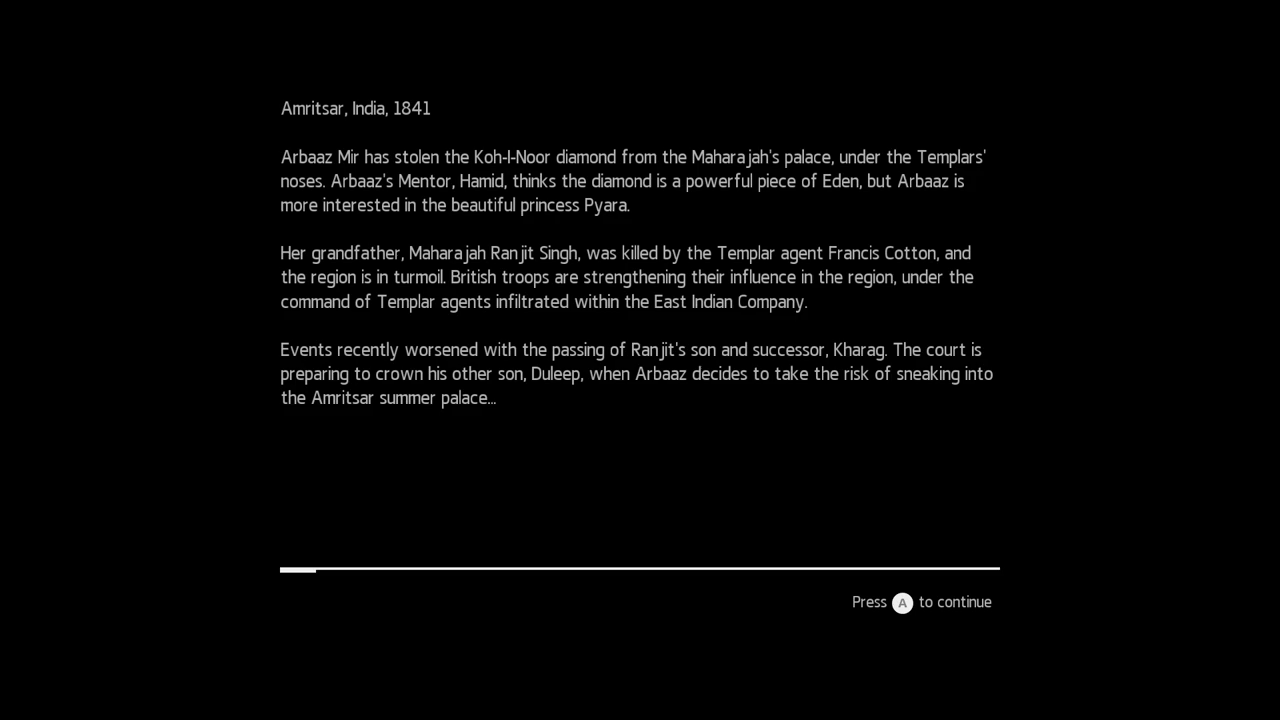 Amritsar, India, 1841
Arbaaz Mir has stolen the Koh-I-Noor diamond from the Maharajah's palace, under the Templars'
noses. Arbaaz's Mentor, Hamid, thinks the diamond is a powerful piece of Eden, but Arbaaz is
more interested in the beautiful princess Pyara.
Her grandfather, Maharajah Ranjit Singh, was killed by the Templar agent Francis Cotton, and
the region is in turmoil. British troops are strengthening their influence in the region, under the
command of Templar agents infiltrated within the East Indian Company.
Events recently worsened with the passing of Ranjit's son and successor, Kharag. The court is
preparing to crown his other son, Duleep, when Arbaaz decides to take the risk of sneaking into
the Amritsar summer palace...
Press A to continue